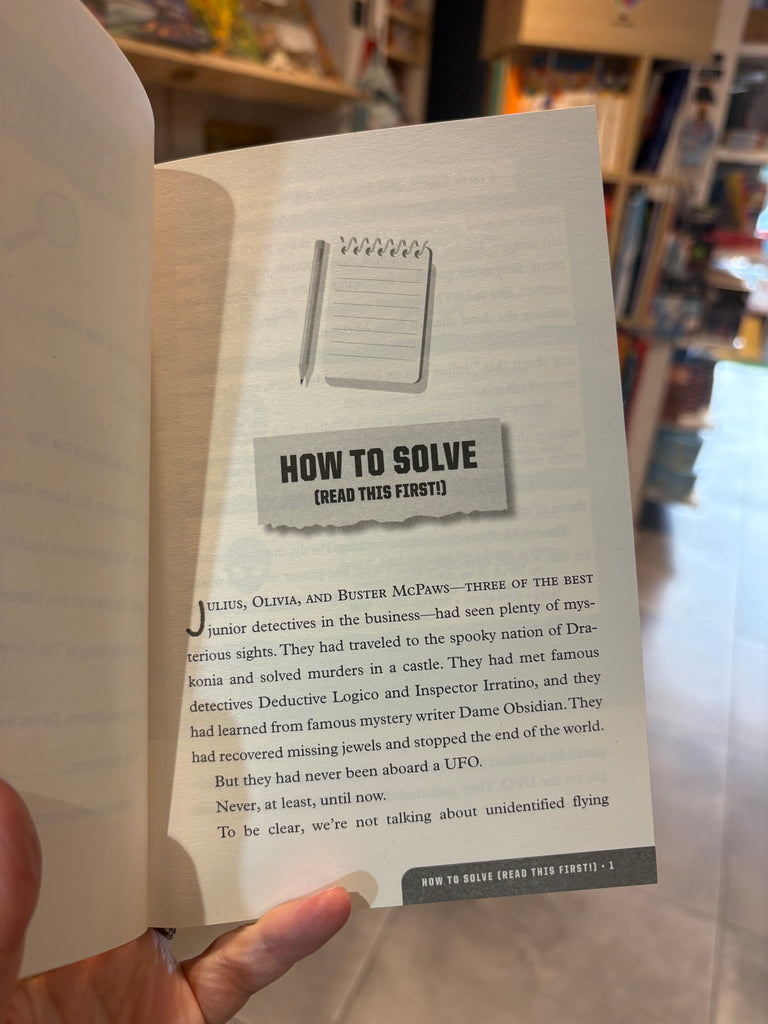 HOW TO SOLVE
(READ THIS FIRST!)
JULIUS, OLIVIA, AND BUSTER MCPAWS—THREE OF THE BEST
junior detectives in the business—had seen plenty of mys-
terious sights. They had traveled to the spooky nation of Dra-
konia and solved murders in a castle. They had met famous
detectives Deductive Logico and Inspector Irratino, and they
had learned from famous mystery writer Dame Obsidian. They
had recovered missing jewels and stopped the end of the world.
But they had never been aboard a UFO.
Never, at least, until now.
To be clear, we're not talking about unidentified flying
HOW TO SOLVE (READ THIS FIRST!) • 1